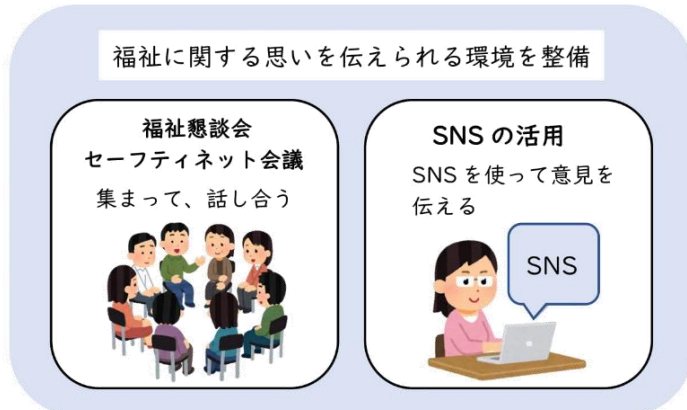 福祉に関する思いを伝えられる環境を整備
福祉懇談会
セーフティネット会議
集まって、話し合う
SNS の活用
SNS を使って意見を
伝える
SNS